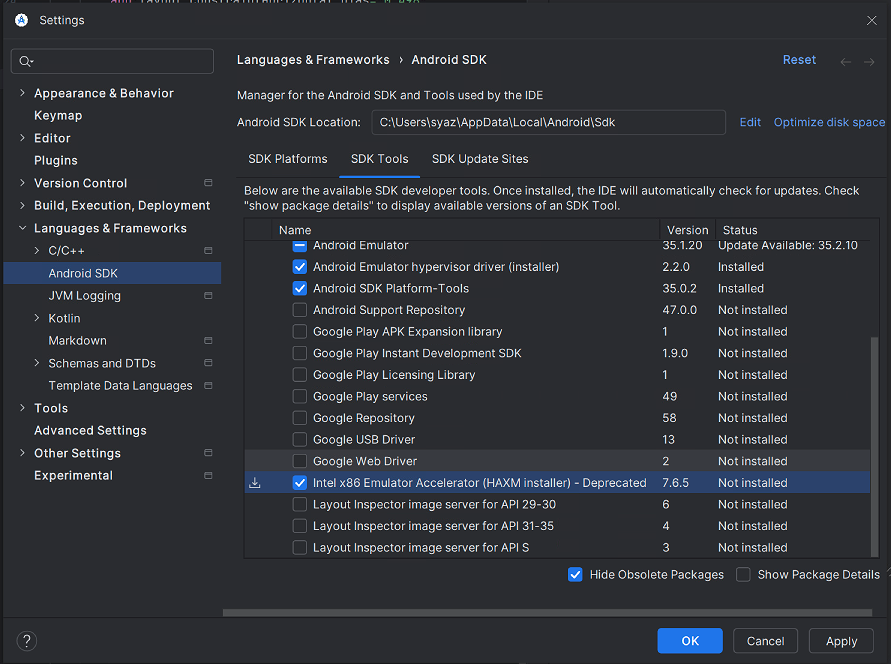 Settings
Languages & Frameworks › Android SDK Reset
Appearance & Behavior
Keymap
Editor
Plugins
Version Control
Build, Execution, Deployment
Languages & Frameworks
C/C++
Android SDK
JVM Logging
Kotlin
Markdown
Schemas and DTDs
Template Data Languages
Tools
Advanced Settings
Other Settings
Experimental
Manager for the Android SDK and Tools used by the IDE
Android SDK Location: C:\Users\syaz\AppData\Local\Android\Sdk Edit Optimize disk space
SDK Platforms SDK Tools SDK Update Sites
Below are the available SDK developer tools. Once installed, the IDE will automatically check for updates. Check
"show package details" to display available versions of an SDK Tool.
Name Version Status
Android Emulator 35.1.20 Update Available: 35.2.10
Android Emulator hypervisor driver (installer) 2.2.0 Installed
Android SDK Platform-Tools 35.0.2 Installed
Android Support Repository 47.0.0 Not installed
Google Play APK Expansion library 1 Not installed
Google Play Instant Development SDK 1.9.0 Not installed
Google Play Licensing Library 1 Not installed
Google Play services 49 Not installed
Google Repository 58 Not installed
Google USB Driver 13 Not installed
Google Web Driver 2 Not installed
Intel x86 Emulator Accelerator (HAXM installer) - Deprecated 7.6.5 Not installed
Layout Inspector image server for API 29-30 6 Not installed
Layout Inspector image server for API 31-35 4 Not installed
Layout Inspector image server for API S 3 Not installed
Hide Obsolete Packages Show Package Details
? OK Cancel Apply